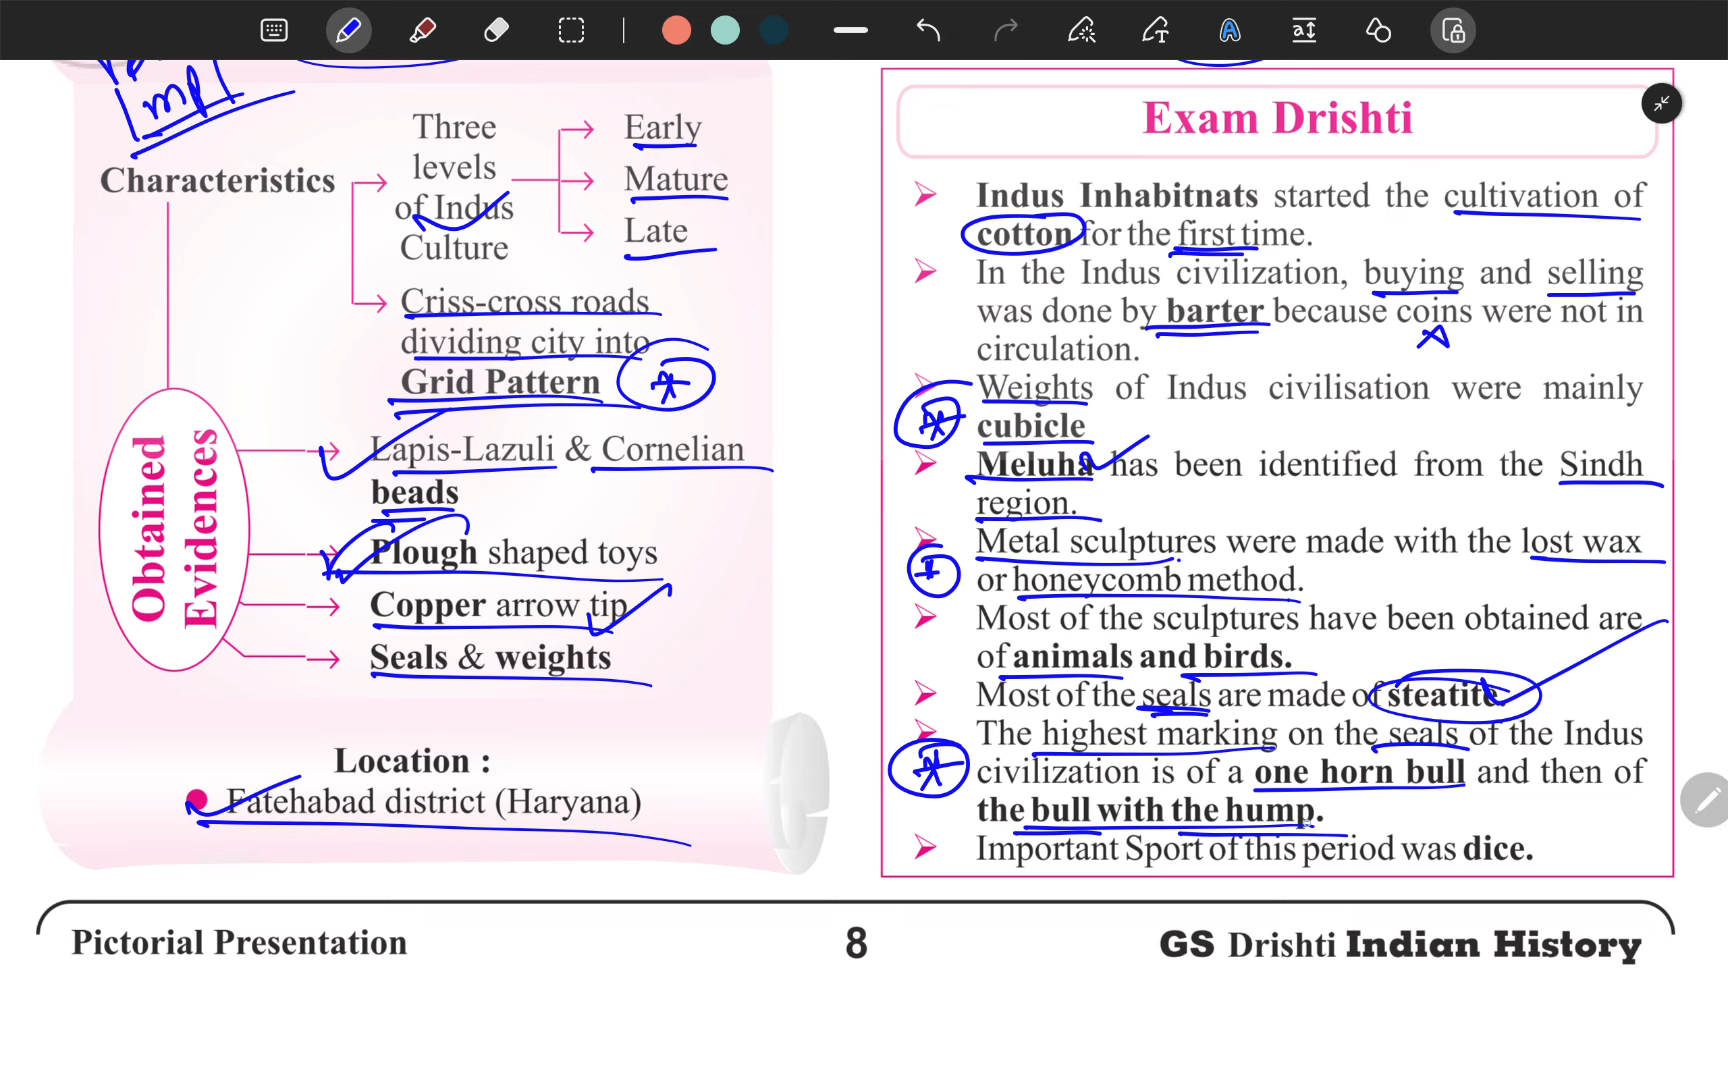 Imp
Characteristics
Three
levels
of Indus
Culture
Early
Mature
Late
Criss-cross roads
dividing city into
Grid Pattern
Obtained
Evidences
Lapis-Lazuli & Cornelian
beads
Plough shaped toys
Copper arrow tip
Seals & weights
Location :
Fatehabad district (Haryana)
Exam Drishti
Indus Inhabitnats started the cultivation of
cotton for the first time.
In the Indus civilization, buying and selling
was done by barter because coins were not in
circulation.
Weights of Indus civilisation were mainly
cubicle
Meluha has been identified from the Sindh
region.
Metal sculptures were made with the lost wax
or honeycomb method.
Most of the sculptures have been obtained are
of animals and birds.
Most of the seals are made of steatite.
The highest marking on the seals of the Indus
civilization is of a one horn bull and then of
the bull with the hump.
Important Sport of this period was dice.
Pictorial Presentation
8
GS Drishti Indian History